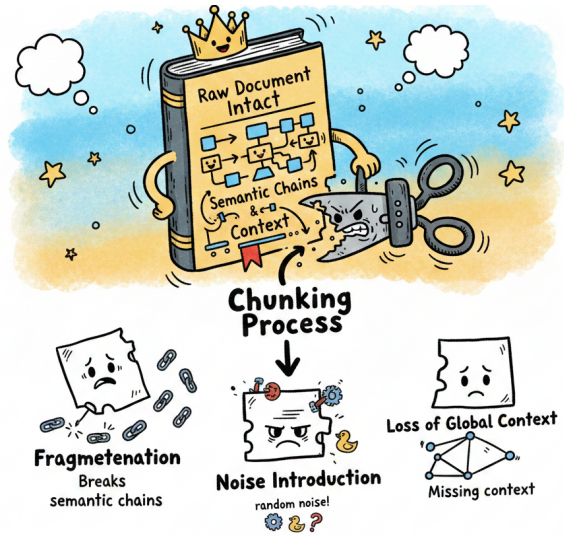 Raw Document
Intact
Semantic Chains
&
Context
Chunking
Process
Fragmetenation
Breaks
semantic chains
Noise Introduction
random noise!
?
Loss of Global Context
Missing context